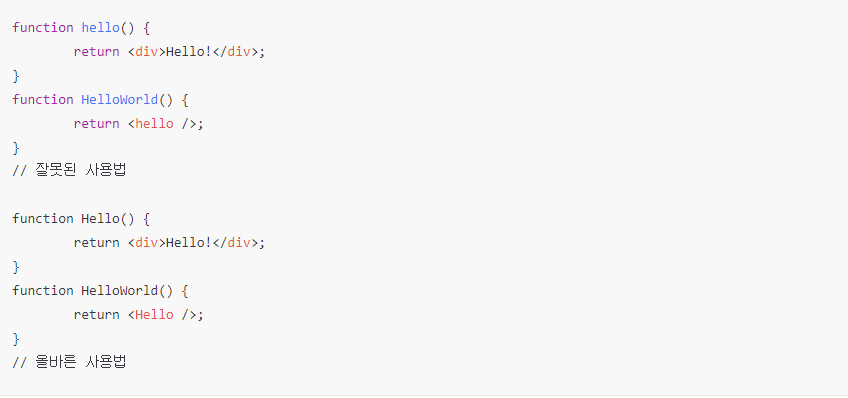 function hello() {
        return <div>Hello!</div>;
}
function HelloWorld() {
        return <hello />;
}
// 잘못된 사용법

function Hello() {
        return <div>Hello!</div>;
}
function HelloWorld() {
        return <Hello />;
}
// 올바른 사용법